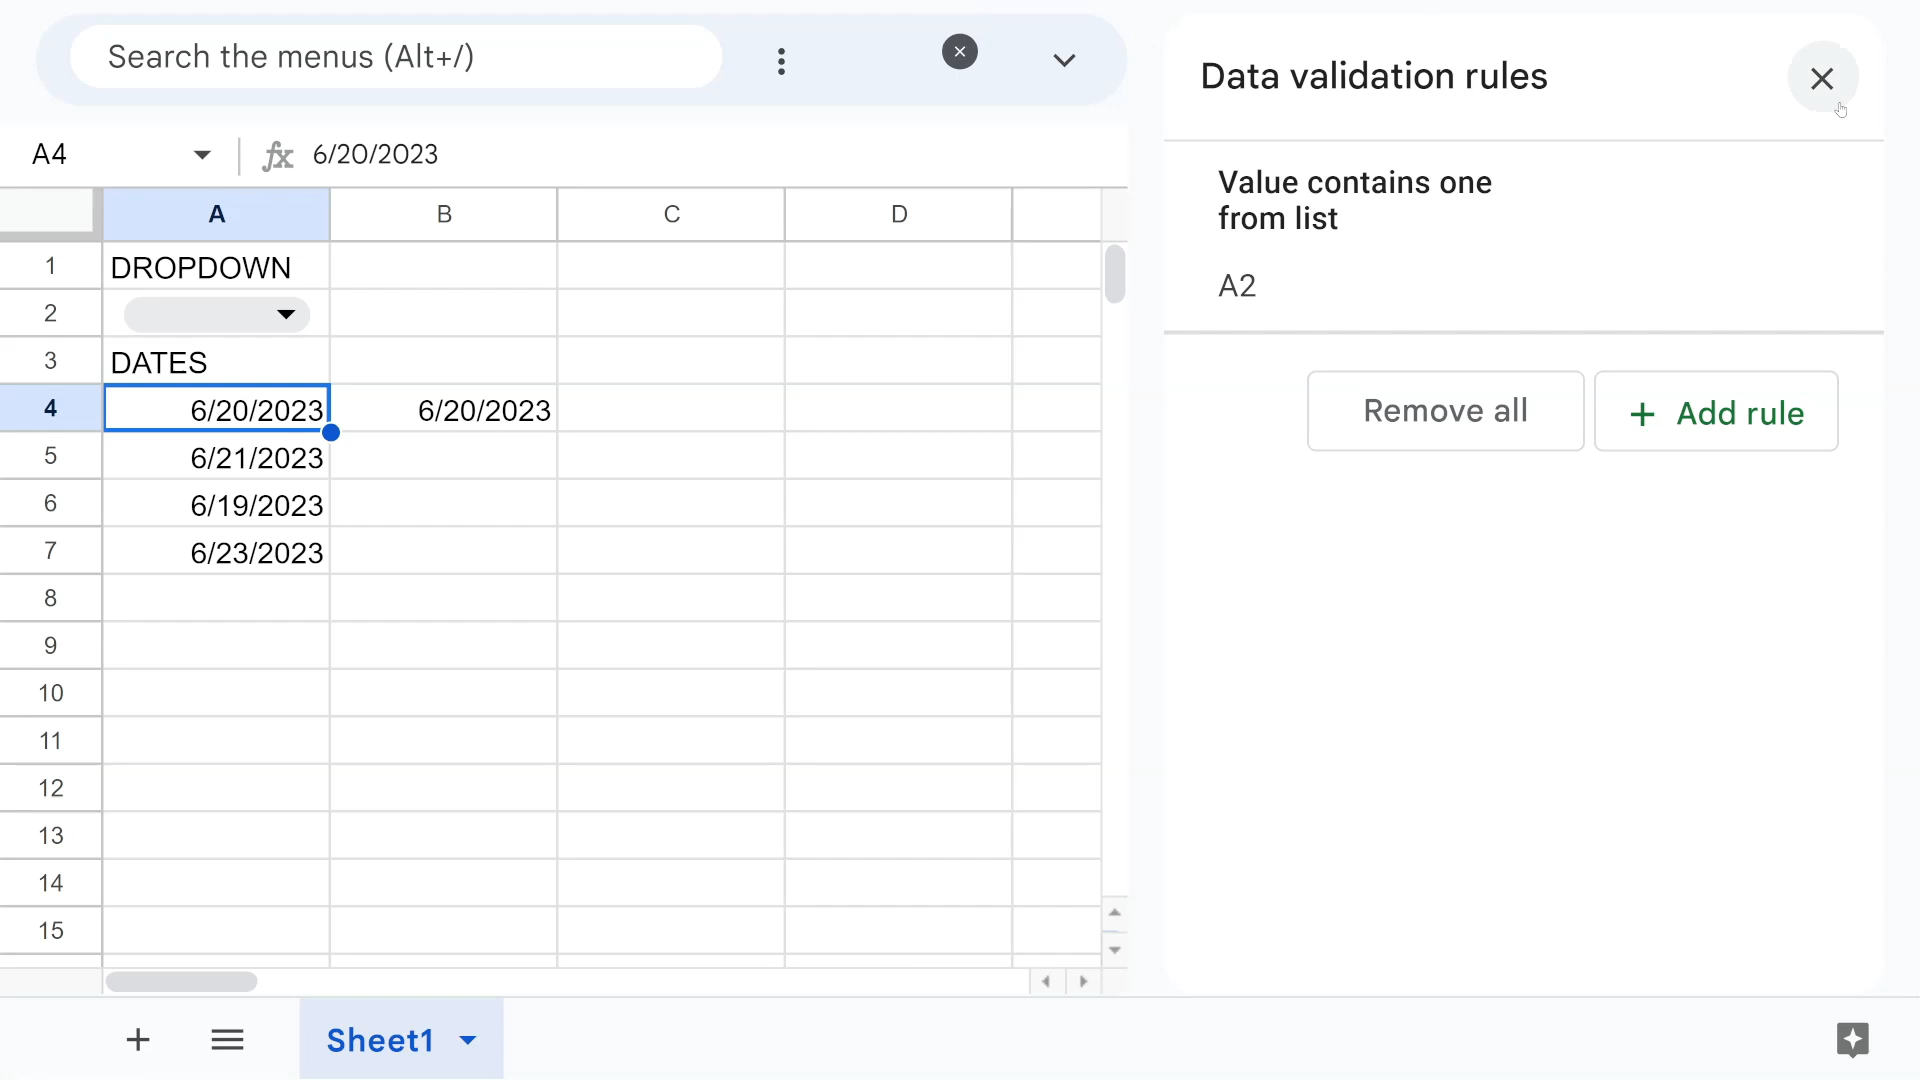 Search the menus (Alt+/)
Data validation rules
A4
fx 6/20/2023
Value contains one
from list
A2
Remove all
+ Add rule
A B C D
1 DROPDOWN
2
3 DATES
4 6/20/2023 6/20/2023
5 6/21/2023
6 6/19/2023
7 6/23/2023
8
9
10
11
12
13
14
15
Sheet1